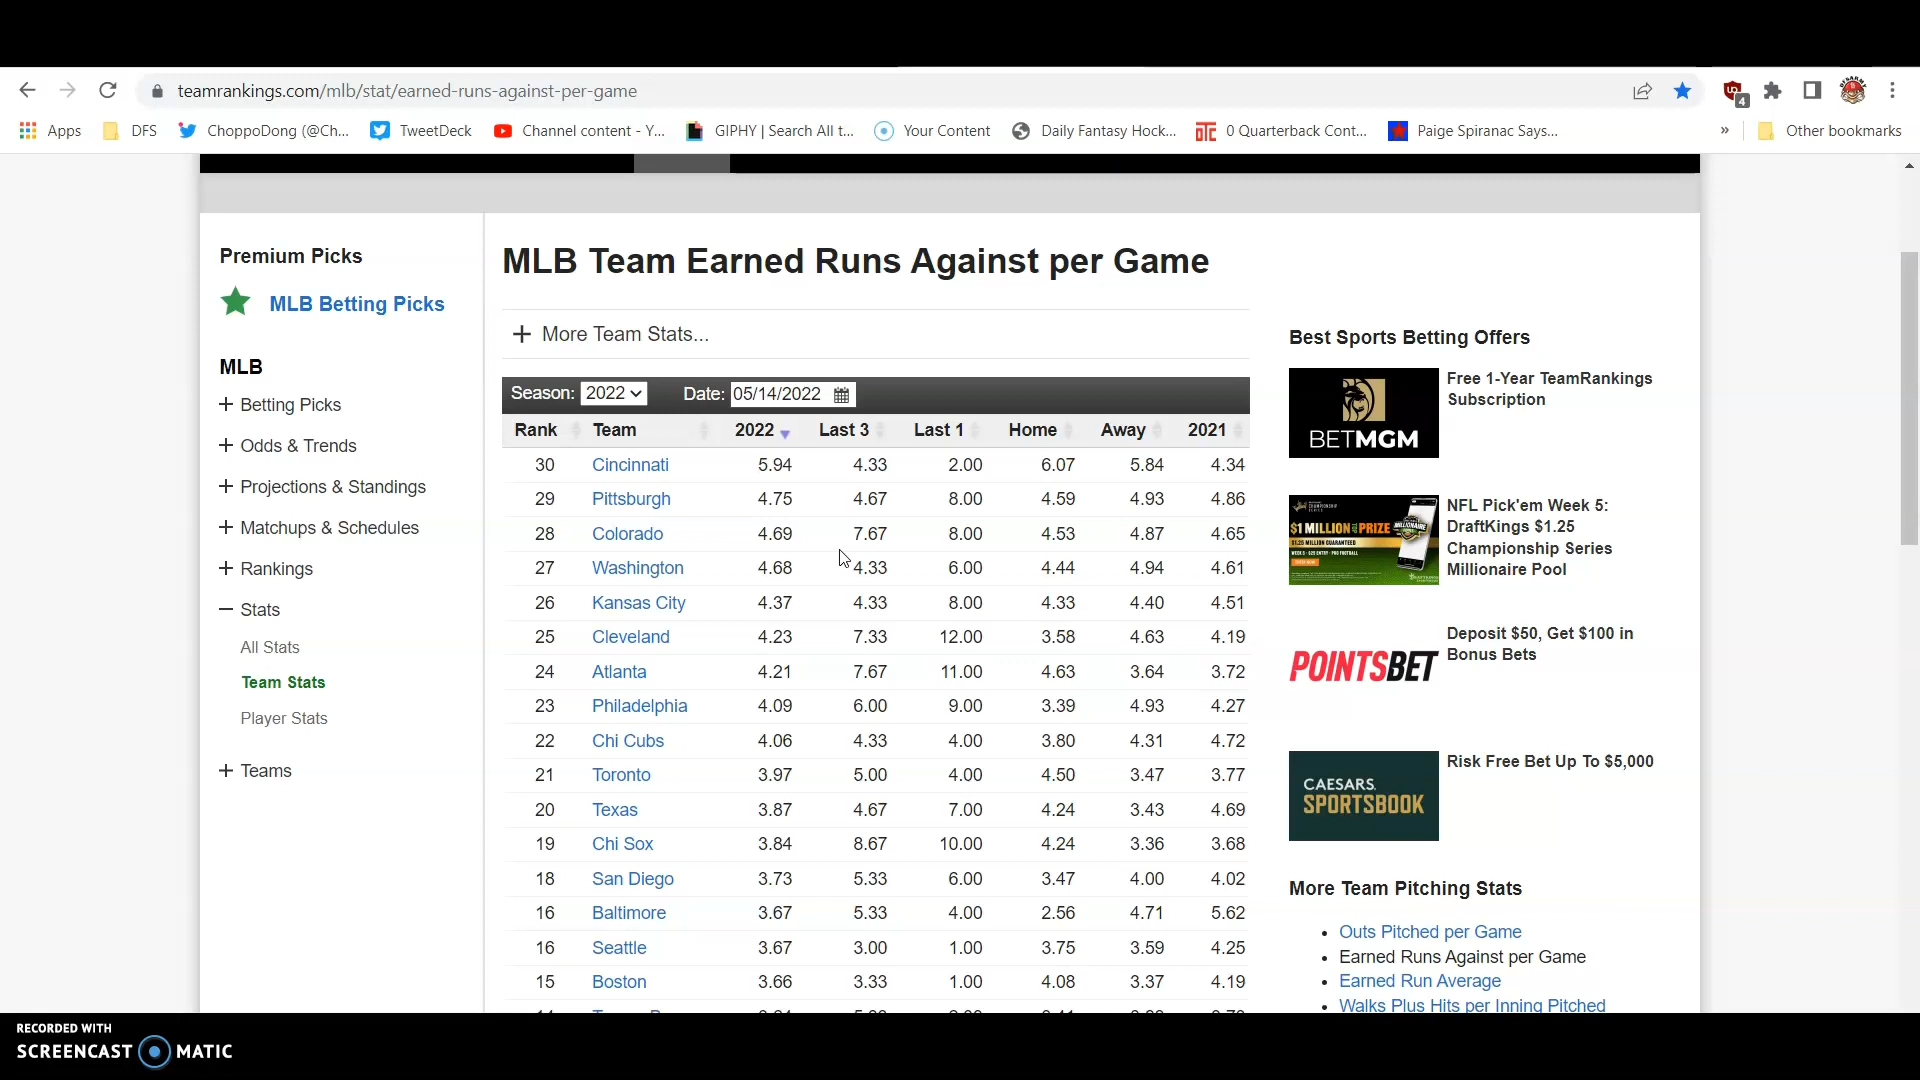 teamrankings.com/mlb/stat/earned-runs-against-per-game
4
Apps DFS ChoppoDong (@Ch... TweetDeck Channel content - Y... GIPHY | Search All t... Your Content Daily Fantasy Hock... 0 Quarterback Cont... Paige Spiranac Says... » Other bookmarks
Premium Picks
MLB Betting Picks
MLB
+ Betting Picks
+ Odds & Trends
+ Projections & Standings
+ Matchups & Schedules
+ Rankings
− Stats
All Stats
Team Stats
Player Stats
+ Teams
MLB Team Earned Runs Against per Game
+ More Team Stats...
Season: 2022 Date: 05/14/2022
Rank Team 2022 Last 3 Last 1 Home Away 2021
30 Cincinnati 5.94 4.33 2.00 6.07 5.84 4.34
29 Pittsburgh 4.75 4.67 8.00 4.59 4.93 4.86
28 Colorado 4.69 7.67 8.00 4.53 4.87 4.65
27 Washington 4.68 4.33 6.00 4.44 4.94 4.61
26 Kansas City 4.37 4.33 8.00 4.33 4.40 4.51
25 Cleveland 4.23 7.33 12.00 3.58 4.63 4.19
24 Atlanta 4.21 7.67 11.00 4.63 3.64 3.72
23 Philadelphia 4.09 6.00 9.00 3.39 4.93 4.27
22 Chi Cubs 4.06 4.33 4.00 3.80 4.31 4.72
21 Toronto 3.97 5.00 4.00 4.50 3.47 3.77
20 Texas 3.87 4.67 7.00 4.24 3.43 4.69
19 Chi Sox 3.84 8.67 10.00 4.24 3.36 3.68
18 San Diego 3.73 5.33 6.00 3.47 4.00 4.02
16 Baltimore 3.67 5.33 4.00 2.56 4.71 5.62
16 Seattle 3.67 3.00 1.00 3.75 3.59 4.25
15 Boston 3.66 3.33 1.00 4.08 3.37 4.19
Best Sports Betting Offers
BETMGM
Free 1-Year TeamRankings
Subscription
$1 MILLION TOP PRIZE
NFL Pick'em Week 5:
DraftKings $1.25
Championship Series
Millionaire Pool
POINTSBET
Deposit $50, Get $100 in
Bonus Bets
CAESARS
SPORTSBOOK
Risk Free Bet Up To $5,000
More Team Pitching Stats
• Outs Pitched per Game
• Earned Runs Against per Game
• Earned Run Average
• Walks Plus Hits per Inning Pitched
RECORDED WITH
SCREENCAST MATIC